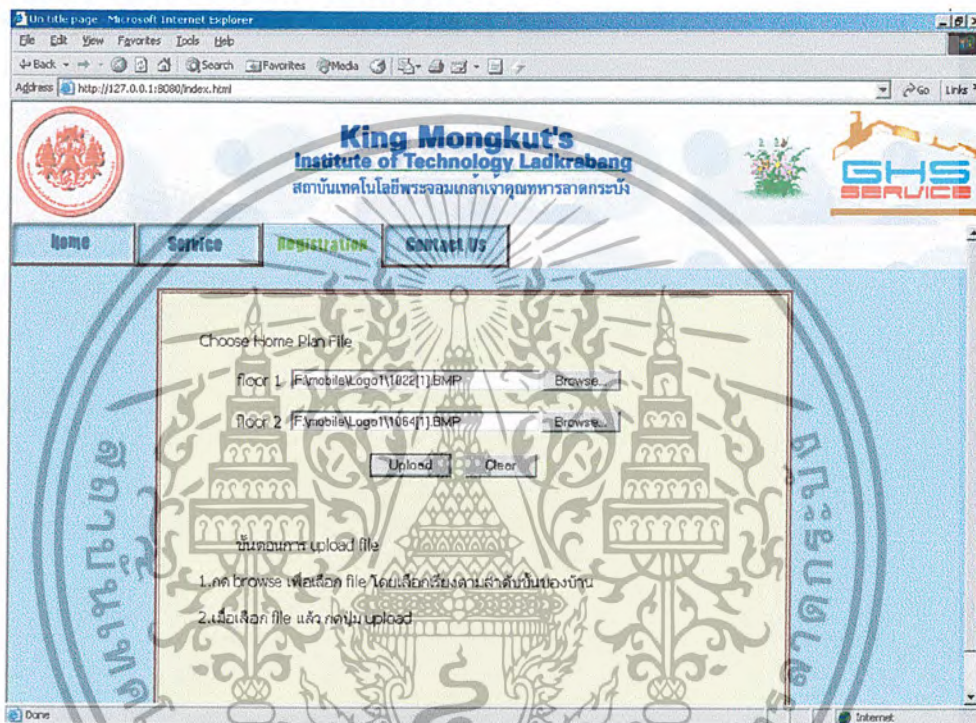 Un title page - Microsoft Internet Explorer
File Edit View Favorites Tools Help
Back Search Favorites Media
Address http://127.0.0.1:8080/index.html Go Links
King Mongkut's
Institute of Technology Ladkrabang
สถาบันเทคโนโลยีพระจอมเกล้าเจ้าคุณทหารลาดกระบัง
GHS
SERVICE
Home Service Registration Contact Us
Choose Home Plan File
floor 1 F:\mobile\Logo1\1022[1].BMP Browse...
floor 2 F:\mobile\Logo1\1064[1].BMP Browse...
Upload Clear
ขั้นตอนการ upload file
1.กด browse เพื่อเลือก file โดยเลือกเรียงตามลำดับชั้นของบ้าน
2.เมื่อเลือก file แล้ว กดปุ่ม upload
Done Internet